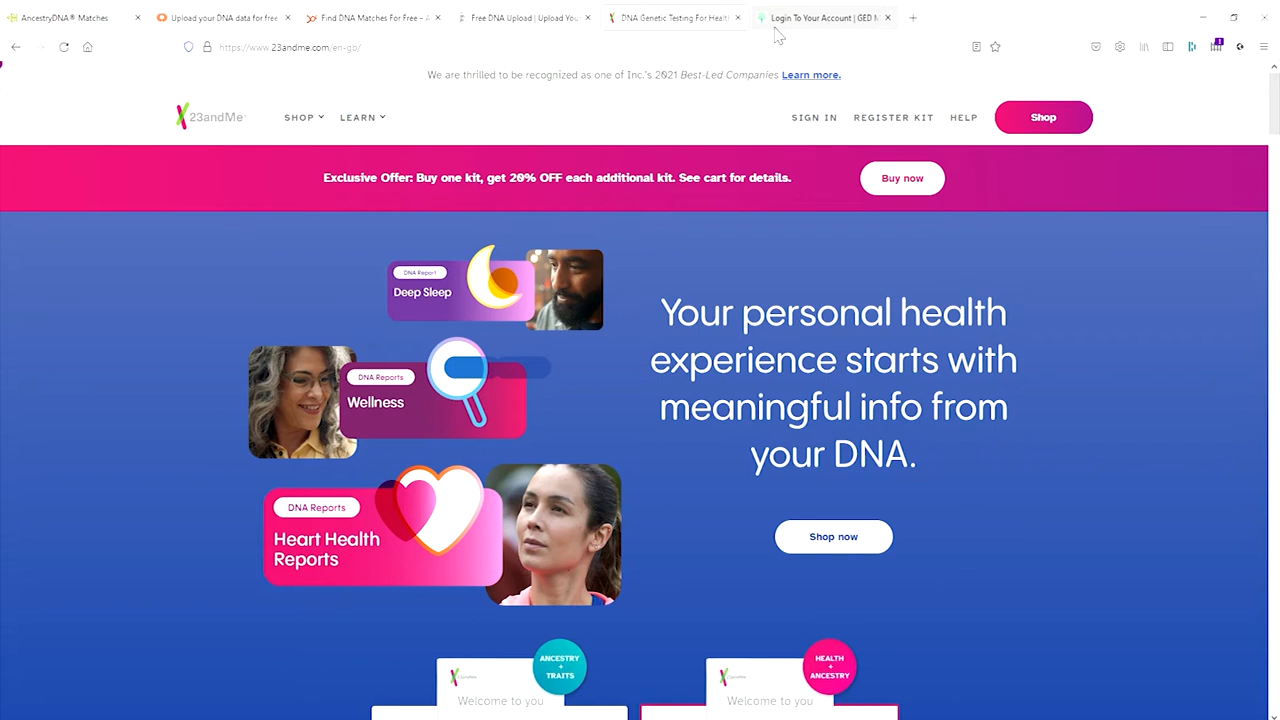 AncestryDNA® Matches
Upload your DNA data for free
Find DNA Matches For Free – A
Free DNA Upload | Upload You
DNA Genetic Testing For Healt
Login To Your Account | GED M
https://www.23andme.com/en-gb/
We are thrilled to be recognized as one of Inc.'s 2021 Best-Led Companies Learn more.
23andMe
SHOP
LEARN
SIGN IN
REGISTER KIT
HELP
Shop
Exclusive Offer: Buy one kit, get 20% OFF each additional kit. See cart for details.
Buy now
DNA Report
Deep Sleep
DNA Reports
Wellness
DNA Reports
Heart Health
Reports
Your personal health
experience starts with
meaningful info from
your DNA.
Shop now
ANCESTRY
+
TRAITS
23andMe
Welcome to you
HEALTH
+
ANCESTRY
23andMe
Welcome to you